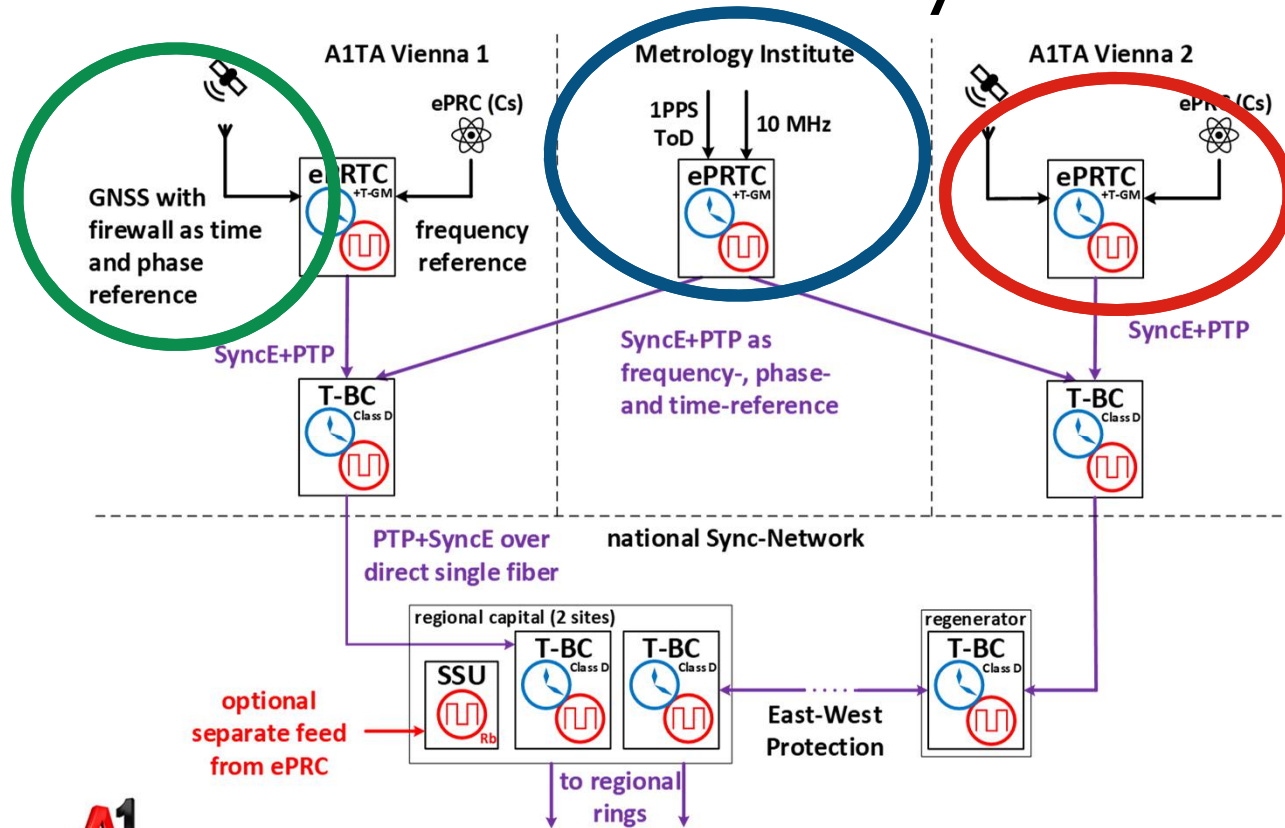 A1TA Vienna 1
Metrology Institute
A1TA Vienna 2
ePRC (Cs)
1PPS
ToD
10 MHz
ePRC (Cs)
ePRTC
+T-GM
ePRTC
+T-GM
ePRTC
+T-GM
GNSS with
firewall as time
and phase
reference
frequency
reference
SyncE+PTP
SyncE+PTP as
frequency-, phase-
and time-reference
SyncE+PTP
T-BC
Class D
T-BC
Class D
PTP+SyncE over
direct single fiber
national Sync-Network
regional capital (2 sites)
regenerator
SSU
Rb
T-BC
Class D
T-BC
Class D
T-BC
Class D
optional
separate feed
from ePRC
East-West
Protection
to regional
rings
A1